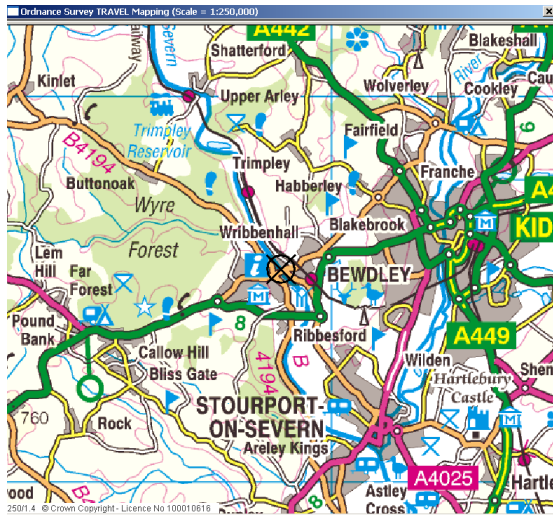 Ordnance Survey TRAVEL Mapping (Scale = 1:250,000)
A442
Severn
Shatterford
Blakeshall
Kinlet
Wolverley
River
Cookley
Upper Arley
Trimpley
Reservoir
B4194
Fairfield
Trimpley
Franche
Buttonoak
Habberley
Wyre
Forest
Blakebrook
Wribbenhall
KID
Lem
Hill
Far
Forest
BEWDLEY
Pound
Bank
8
Ribbesford
A449
Callow Hill
Bliss Gate
4194
B
Wilden
Hartlebury
Castle
STOURPORT-
ON-SEVERN
Areley Kings
760
Rock
A4025
Astley
Cross
8
250/1.4 © Crown Copyright - Licence No 100010616